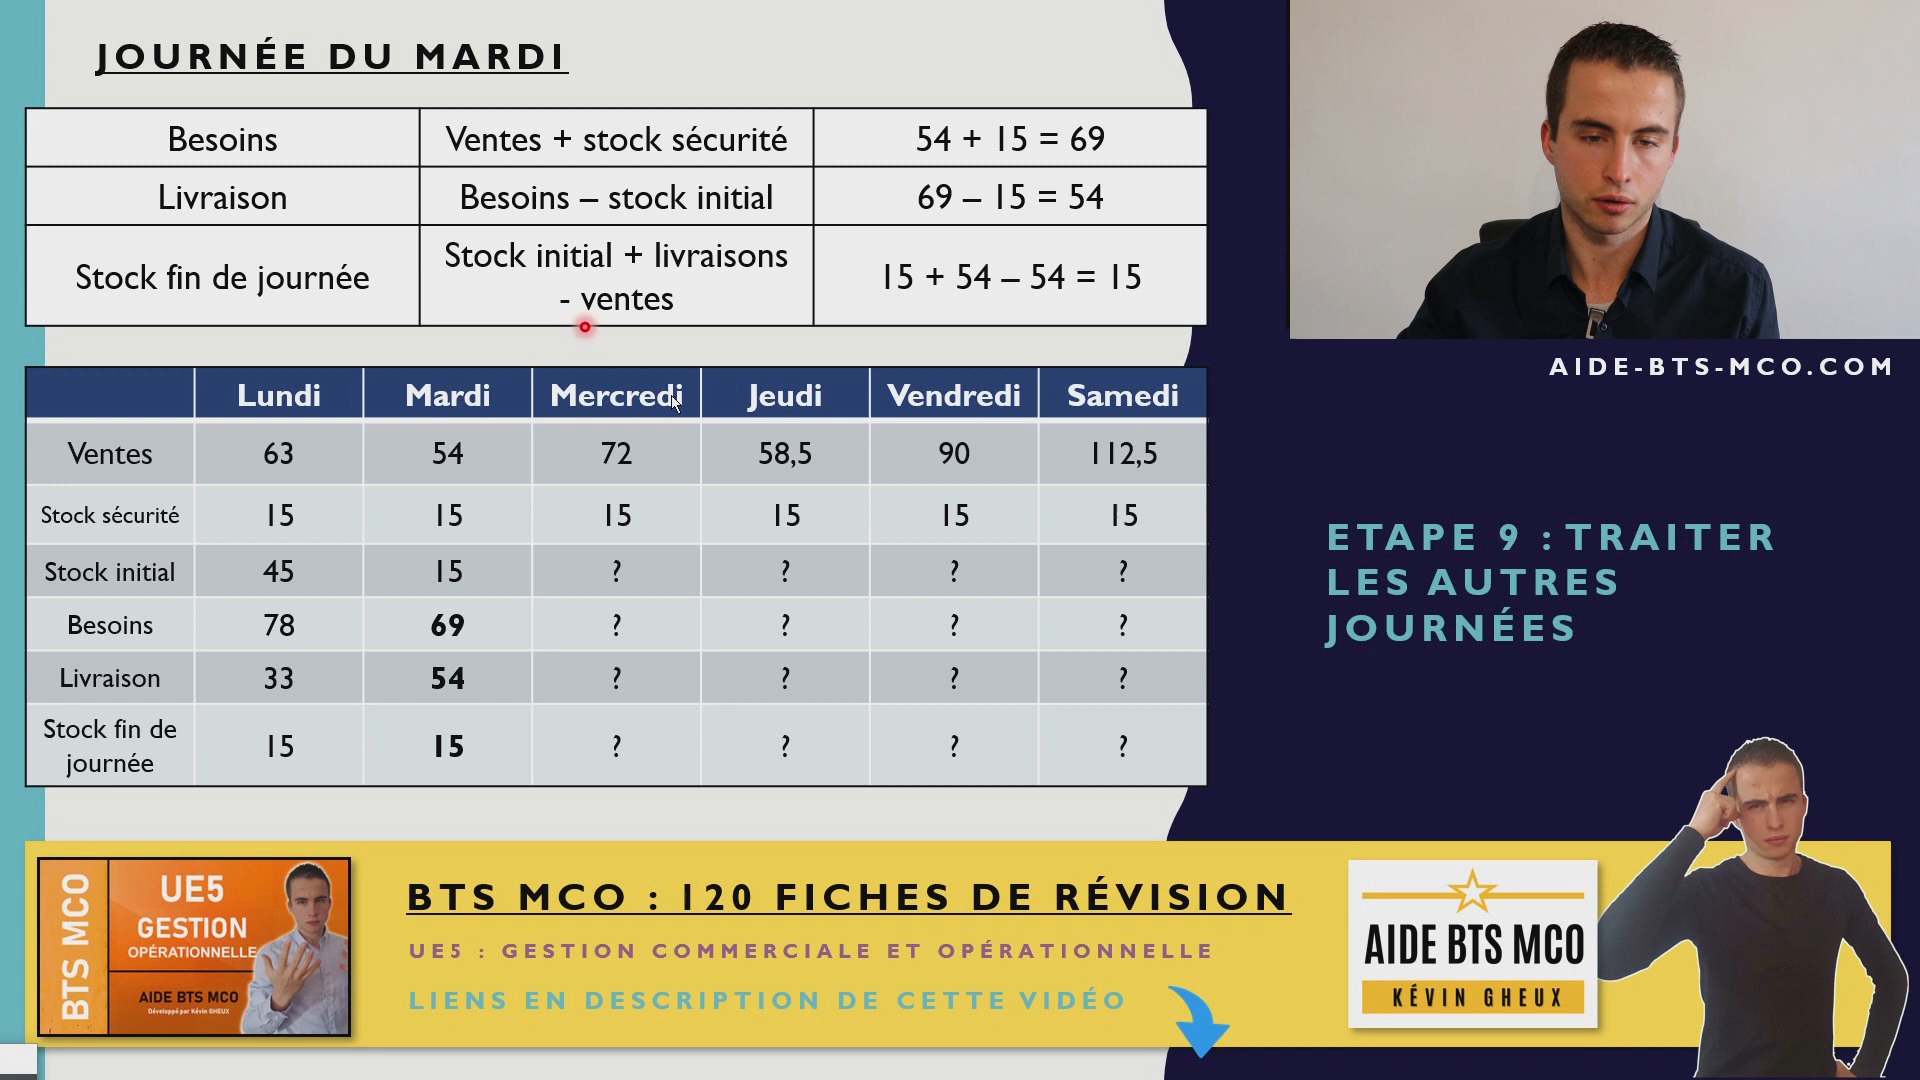 JOURNÉE DU MARDI
Besoins Ventes + stock sécurité 54 + 15 = 69
Livraison Besoins – stock initial 69 – 15 = 54
Stock fin de journée Stock initial + livraisons - ventes 15 + 54 – 54 = 15
AIDE-BTS-MCO.COM
Lundi Mardi Mercredi Jeudi Vendredi Samedi
Ventes 63 54 72 58,5 90 112,5
Stock sécurité 15 15 15 15 15 15
Stock initial 45 15 ? ? ? ?
Besoins 78 69 ? ? ? ?
Livraison 33 54 ? ? ? ?
Stock fin de journée 15 15 ? ? ? ?
ETAPE 9 : TRAITER
LES AUTRES
JOURNÉES
BTS MCO
UE5
GESTION
OPÉRATIONNELLE
AIDE BTS MCO
Développé par Kévin GHEUX
BTS MCO : 120 FICHES DE RÉVISION
UE5 : GESTION COMMERCIALE ET OPÉRATIONNELLE
LIENS EN DESCRIPTION DE CETTE VIDÉO
AIDE BTS MCO
KÉVIN GHEUX